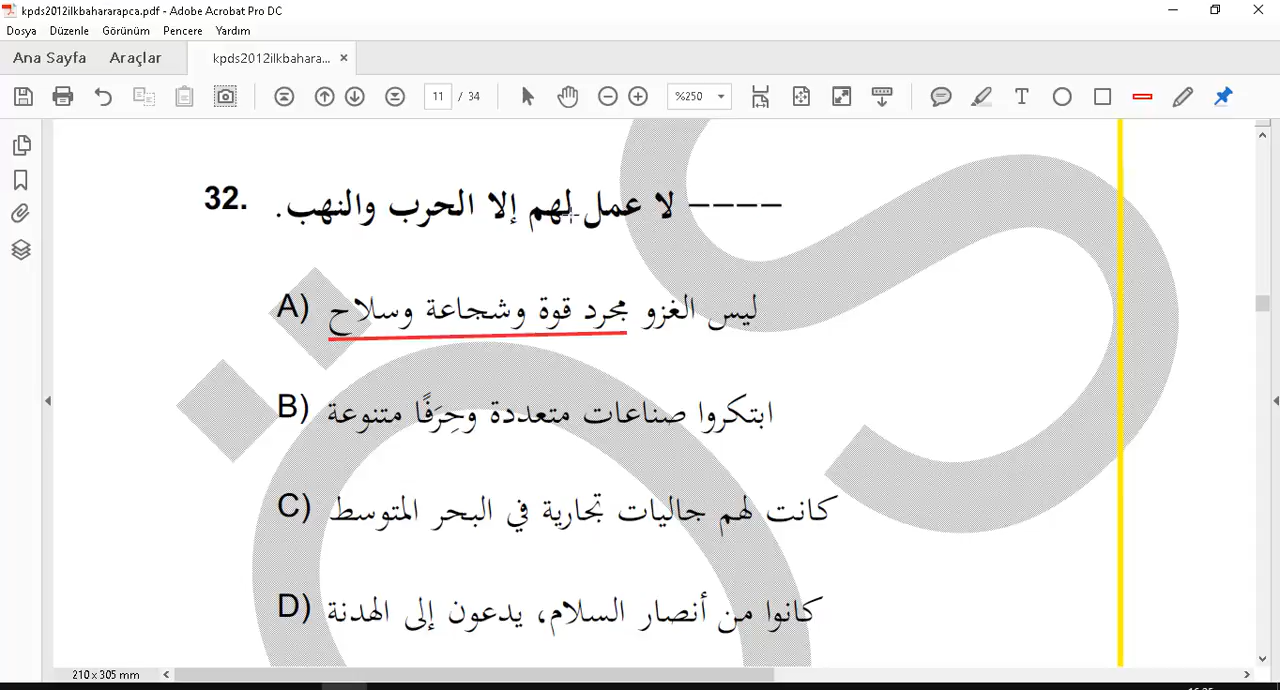 kpds2012ilkbahararapca.pdf - Adobe Acrobat Pro DC
Dosya Düzenle Görünüm Pencere Yardım
Ana Sayfa Araçlar kpds2012ilkbahara... ×
11 / 34 %250
32. ---- لا عمل لهم إلا الحرب والنهب.
A) ليس الغزو مجرد قوة وشجاعة وسلاح
B) ابتكروا صناعات متعددة وحِرَفًا متنوعة
C) كانت لهم جاليات تجارية في البحر المتوسط
D) كانوا من أنصار السلام، يدعون إلى الهدنة
210 x 305 mm